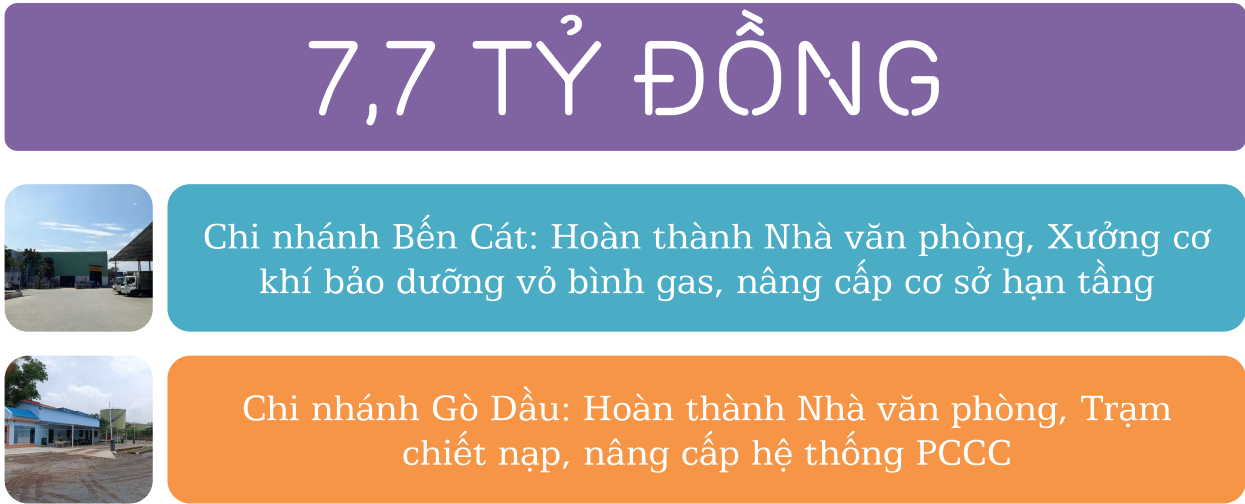 7,7 TỶ ĐỒNG
Chi nhánh Bến Cát: Hoàn thành Nhà văn phòng, Xưởng cơ
khí bảo dưỡng vỏ bình gas, nâng cấp cơ sở hạn tầng
Chi nhánh Gò Dầu: Hoàn thành Nhà văn phòng, Trạm
chiết nạp, nâng cấp hệ thống PCCC